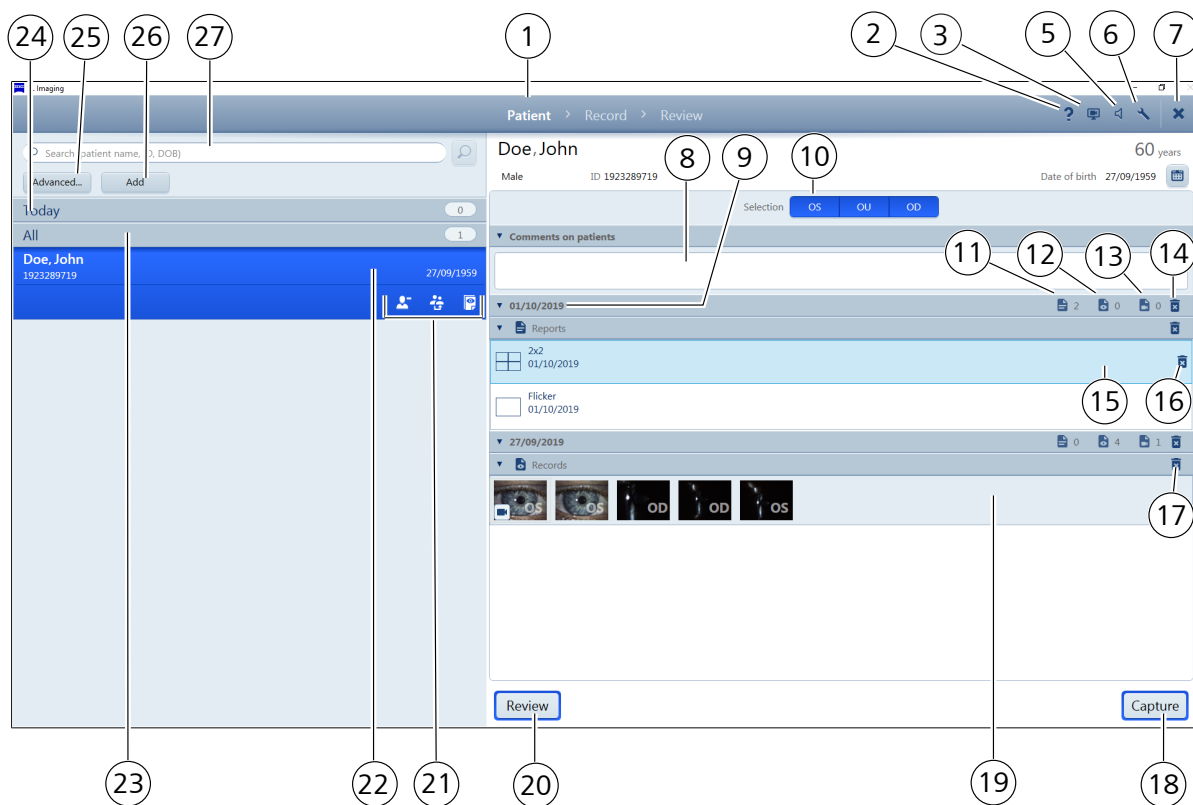 24 25 26 27 1 2 3 5 6 7
ZEISS
Imaging
Patient > Record > Review ?
Search (patient name, ID, DOB)
Advanced... Add
Today 0
All 1
Doe, John
1923289719 27/09/1959
Doe, John 8 9 10 60 years
Male ID 1923289719 Date of birth 27/09/1959
Selection OS OU OD
Comments on patients
11 12 13 14
01/10/2019 2 0 0
Reports
2x2
01/10/2019
15 16
Flicker
01/10/2019
27/09/2019 0 4 1
Records
OS OS OD OD OS
17
Review Capture
23 22 21 20 19 18